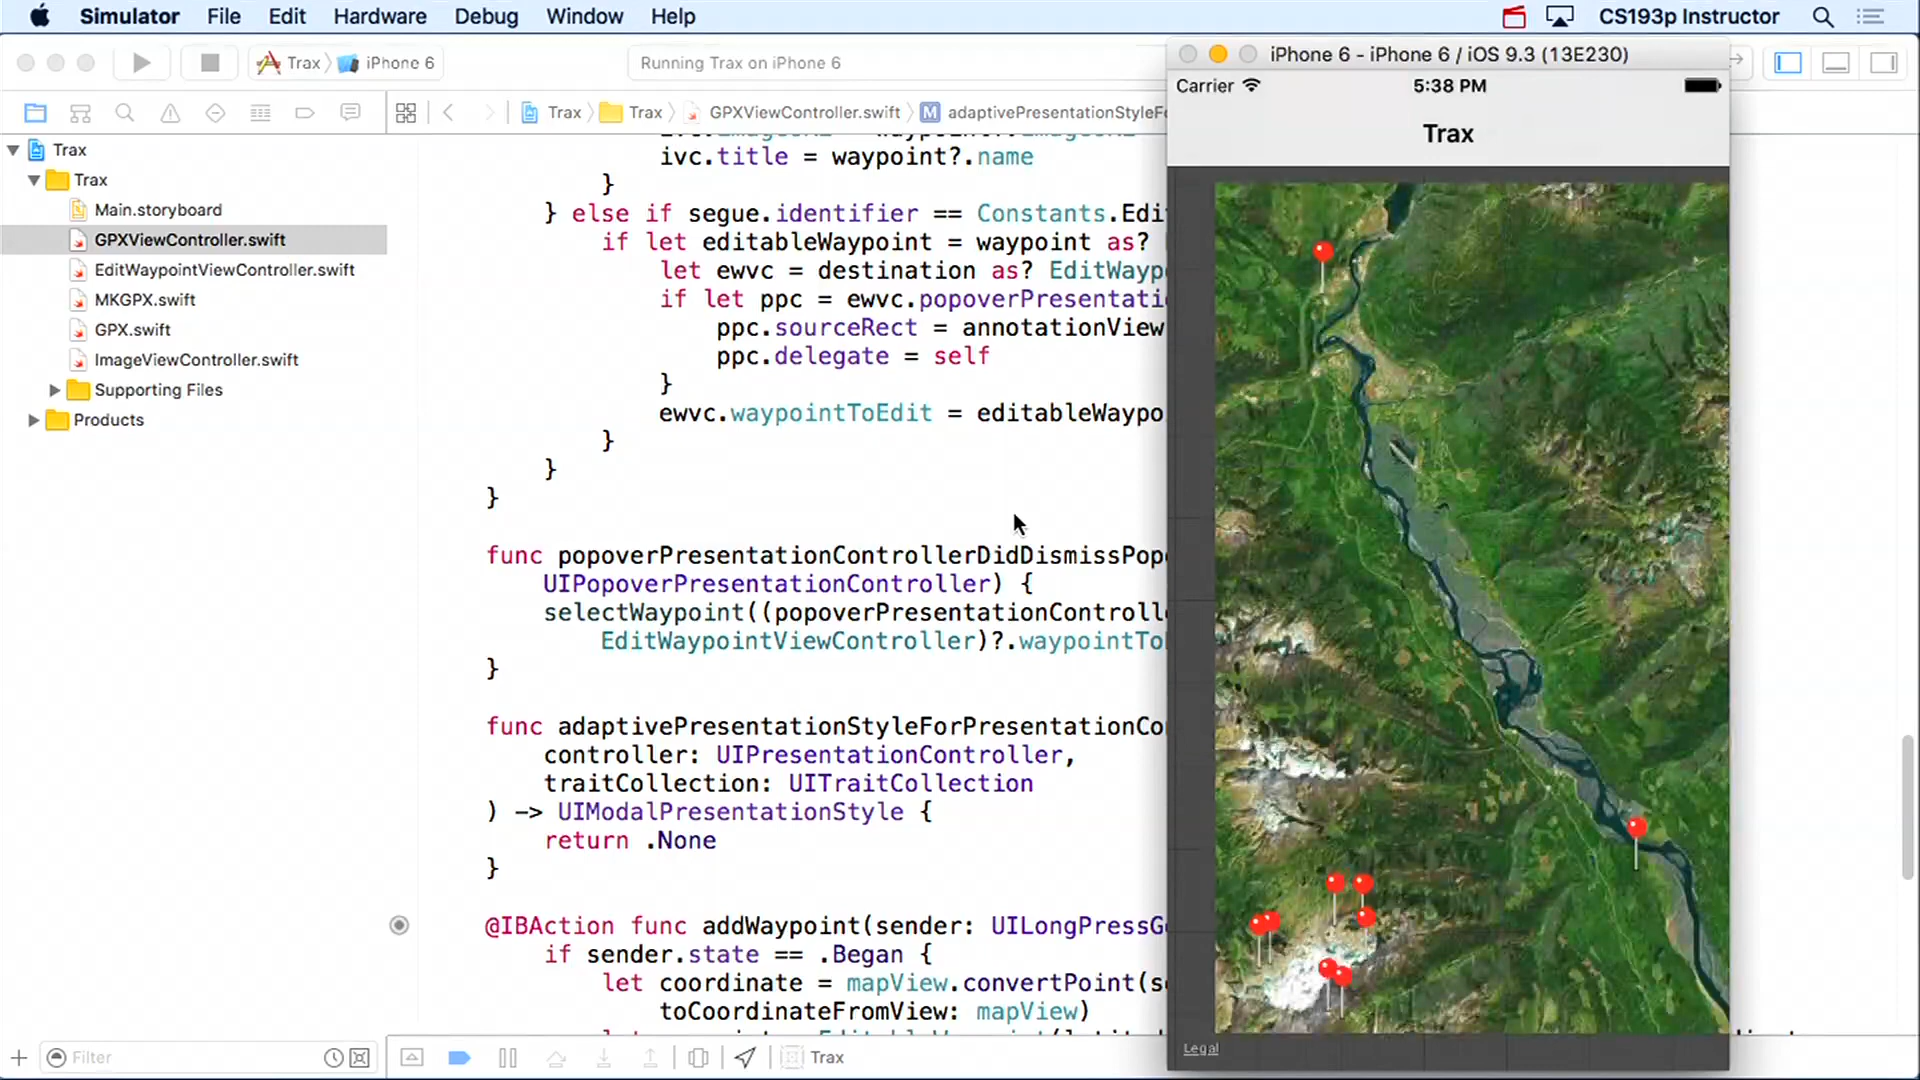 Simulator File Edit Hardware Debug Window Help CS193p Instructor
Trax iPhone 6 Running Trax on iPhone 6
iPhone 6 - iPhone 6 / iOS 9.3 (13E230)
Carrier 5:38 PM
Trax
Legal
Trax Trax GPXViewController.swift M adaptivePresentationStyleFo
Trax
Trax
Main.storyboard
GPXViewController.swift
EditWaypointViewController.swift
MKGPX.swift
GPX.swift
ImageViewController.swift
Supporting Files
Products
Filter
ivc.title = waypoint?.name
}
} else if segue.identifier == Constants.Edi
if let editableWaypoint = waypoint as?
let ewvc = destination as? EditWayp
if let ppc = ewvc.popoverPresentati
ppc.sourceRect = annotationView
ppc.delegate = self
}
ewvc.waypointToEdit = editableWaypo
}
}
}
func popoverPresentationControllerDidDismissPop
UIPopoverPresentationController) {
selectWaypoint((popoverPresentationControlle
EditWaypointViewController)?.waypointTo
}
func adaptivePresentationStyleForPresentationCo
controller: UIPresentationController,
traitCollection: UITraitCollection
) -> UIModalPresentationStyle {
return .None
}
@IBAction func addWaypoint(sender: UILongPressGe
if sender.state == .Began {
let coordinate = mapView.convertPoint(se
toCoordinateFromView: mapView)
Trax